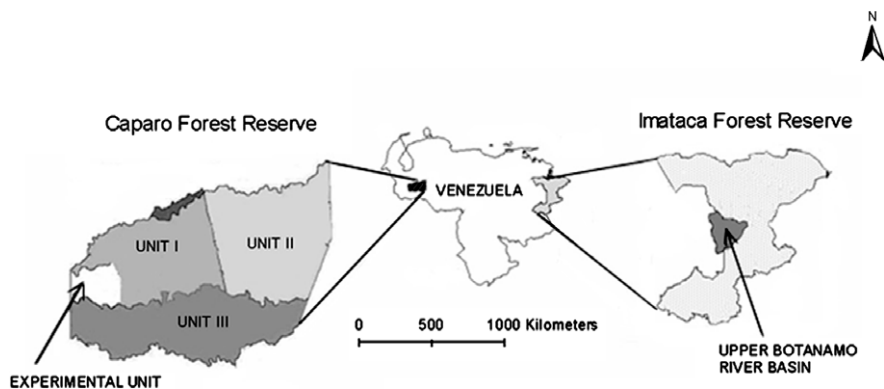 N
Caparo Forest Reserve
Imataca Forest Reserve
VENEZUELA
UNIT I
UNIT II
UNIT III
0 500 1000 Kilometers
EXPERIMENTAL UNIT
UPPER BOTANAMO
RIVER BASIN